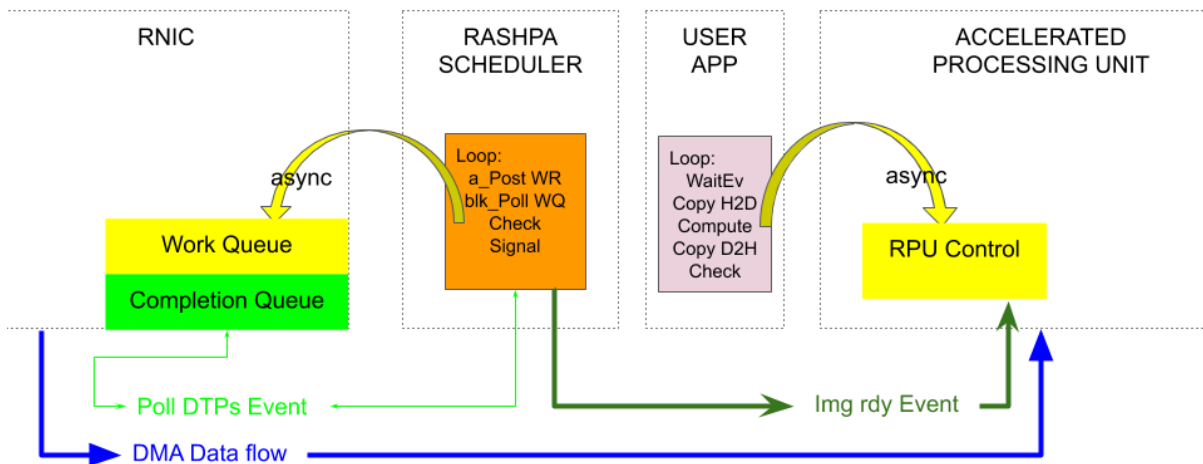 RNIC
RASHPA
SCHEDULER
USER
APP
ACCELERATED
PROCESSING UNIT
async
Work Queue
Completion Queue
Loop:
a_Post WR
blk_Poll WQ
Check
Signal
Loop:
WaitEv
Copy H2D
Compute
Copy D2H
Check
async
RPU Control
Poll DTPs Event
Img rdy Event
DMA Data flow